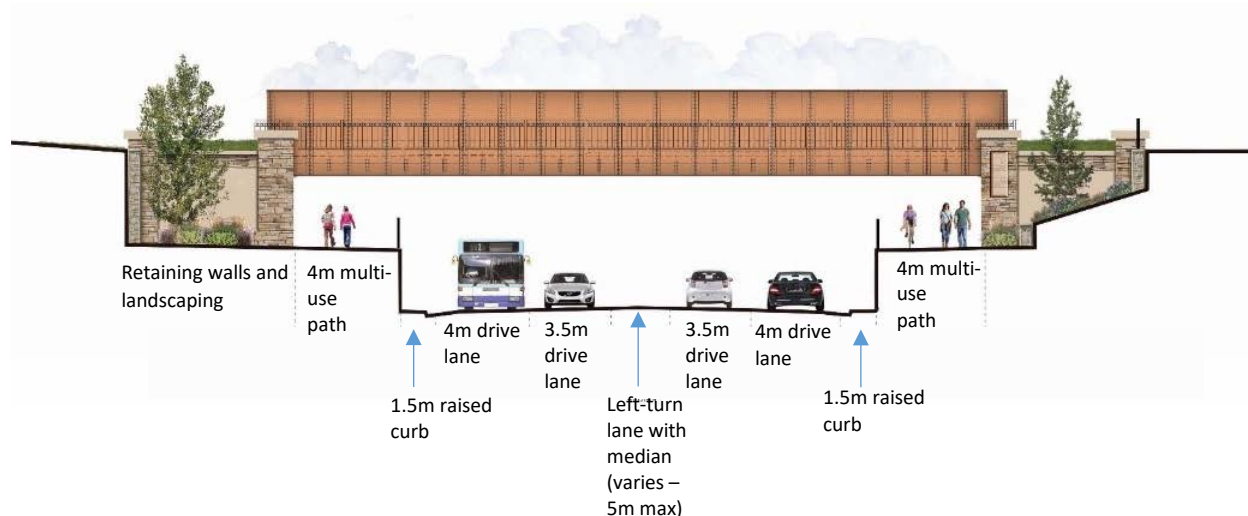 Retaining walls and
landscaping
4m multi-
use
path
4m drive
lane
3.5m
drive
lane
3.5m
drive
lane
4m drive
lane
4m multi-
use
path
1.5m raised
curb
Left-turn
lane with
median
(varies –
5m max)
1.5m raised
curb